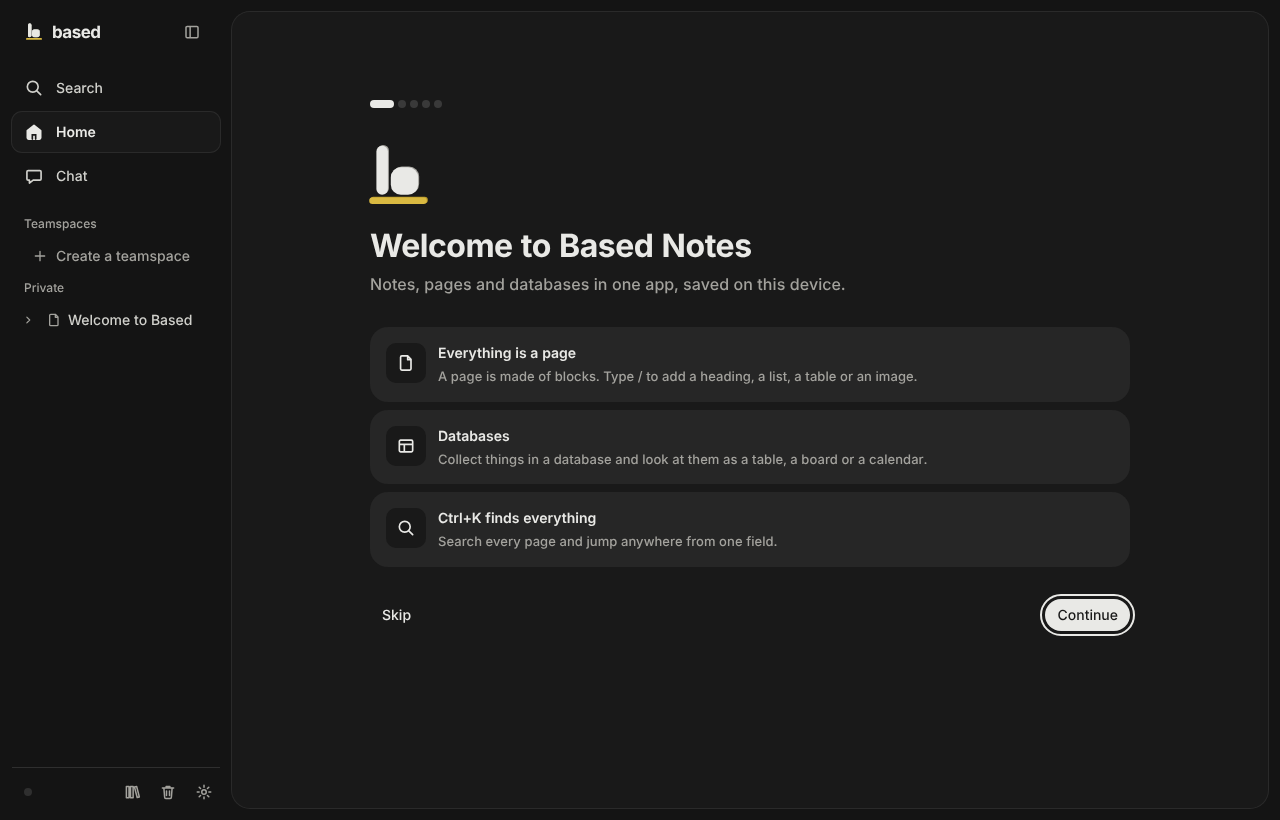 based
Search
Home
Chat
Teamspaces
Create a teamspace
Private
Welcome to Based
Welcome to Based Notes
Notes, pages and databases in one app, saved on this device.
Everything is a page
A page is made of blocks. Type / to add a heading, a list, a table or an image.
Databases
Collect things in a database and look at them as a table, a board or a calendar.
Ctrl+K finds everything
Search every page and jump anywhere from one field.
Skip
Continue